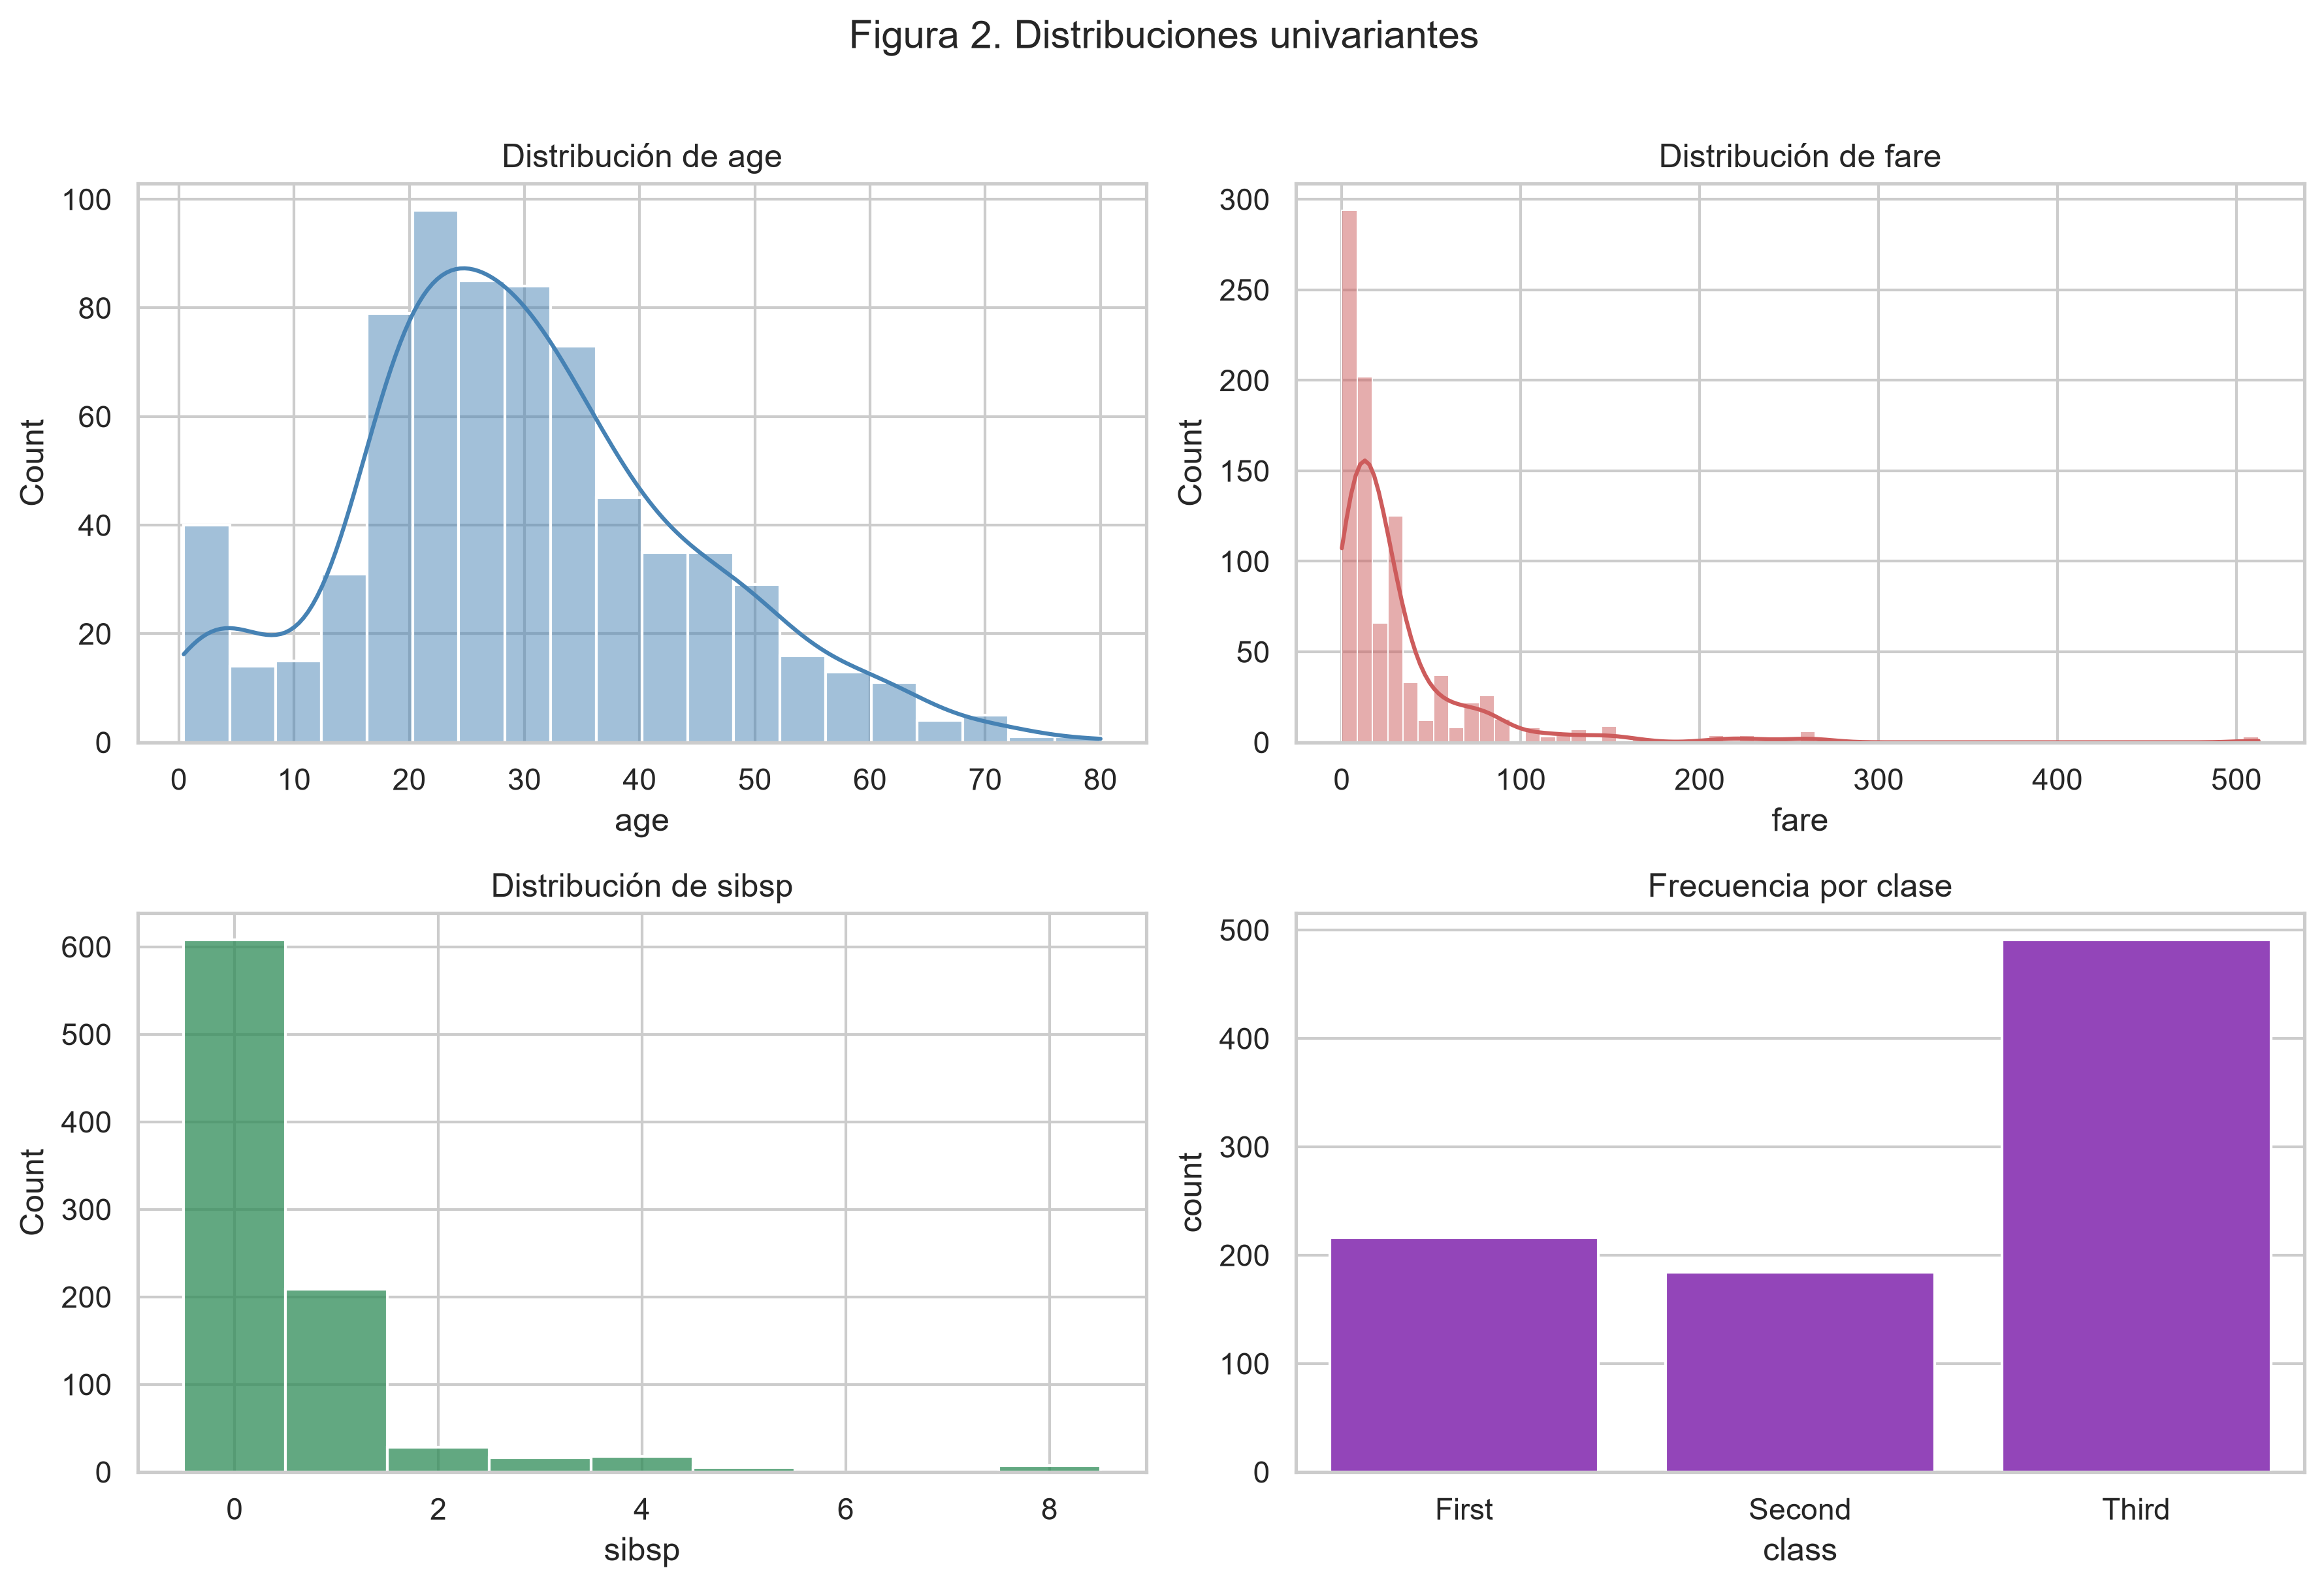 Figura 2. Distribuciones univariantes
Distribución de age
100
80
60
40
20
0
Count
0 10 20 30 40 50 60 70 80
age
Distribución de fare
300
250
200
150
100
50
0
Count
0 100 200 300 400 500
fare
Distribución de sibsp
600
500
400
300
200
100
0
Count
0 2 4 6 8
sibsp
Frecuencia por clase
500
400
300
200
100
0
count
First Second Third
class